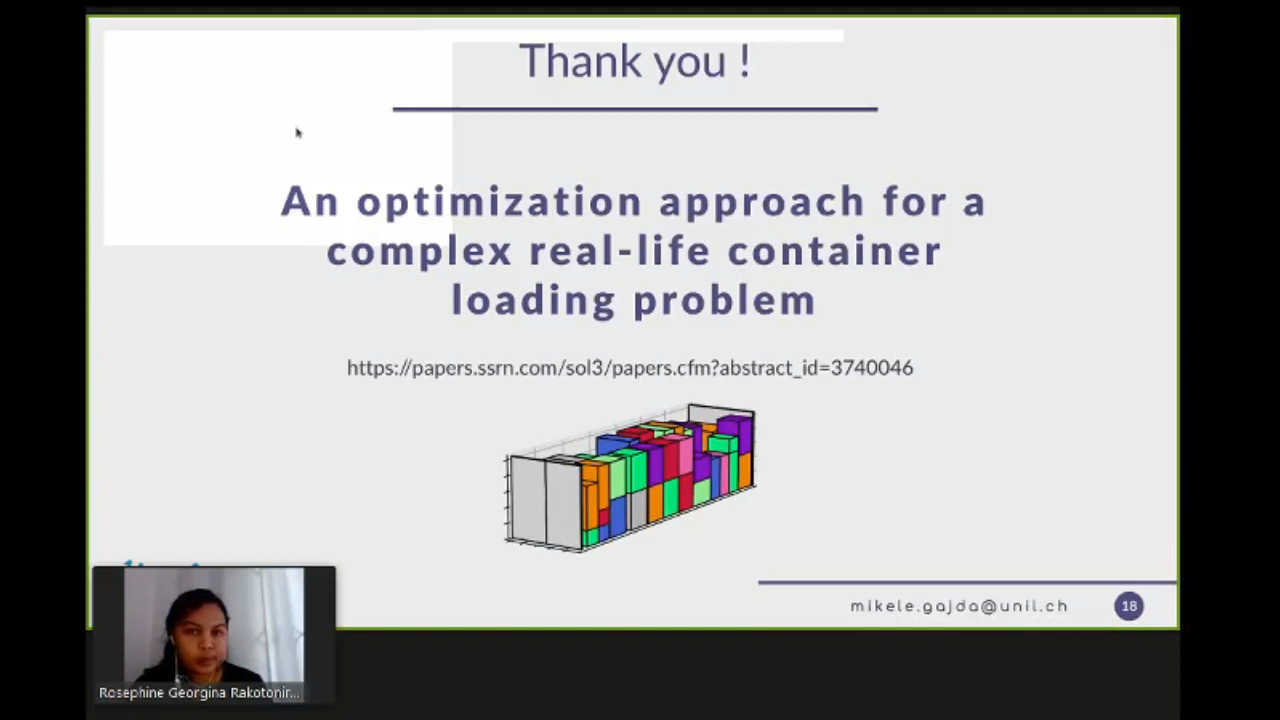 Thank you !
An optimization approach for a
complex real-life container
loading problem
https://papers.ssrn.com/sol3/papers.cfm?abstract_id=3740046
mikele.gajda@unil.ch
18
Rosephine Georgina Rakotonir...